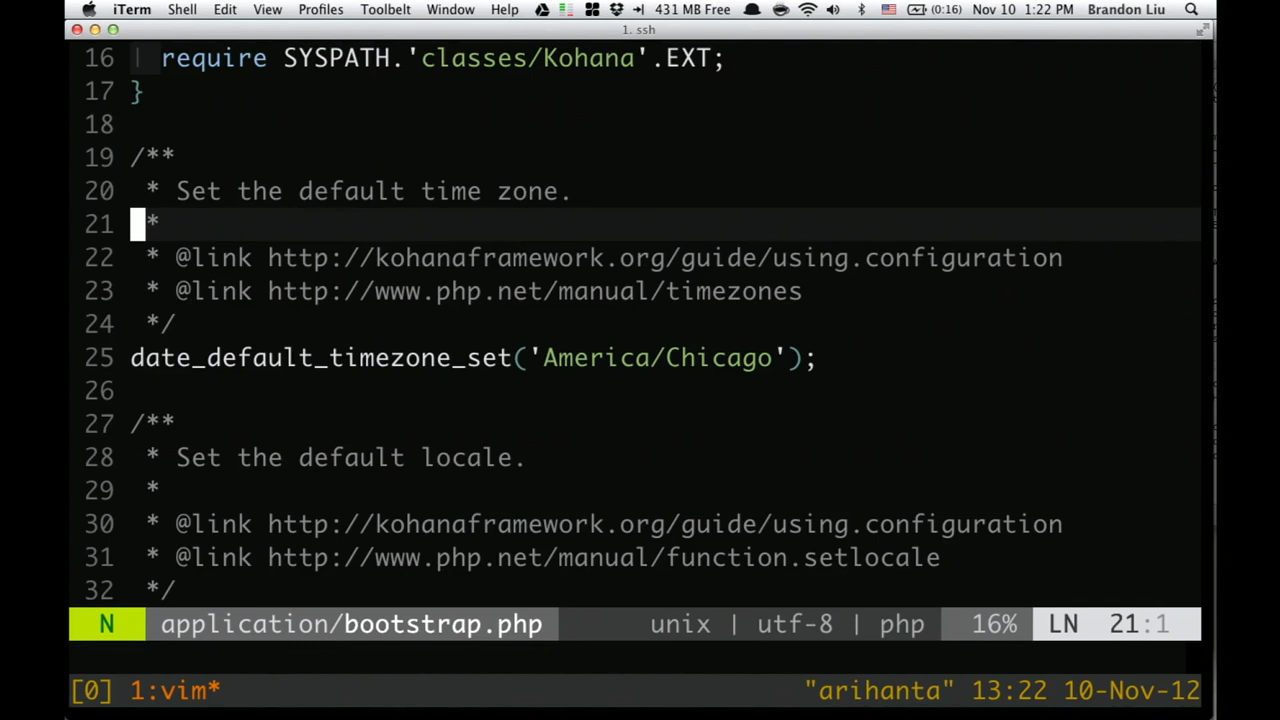 iTerm Shell Edit View Profiles Toolbelt Window Help 431 MB Free (0:16) Nov 10 1:22 PM Brandon Liu
1. ssh
16 require SYSPATH.'classes/Kohana'.EXT;
17 }
18
19 /**
20 * Set the default time zone.
21 *
22 * @link http://kohanaframework.org/guide/using.configuration
23 * @link http://www.php.net/manual/timezones
24 */
25 date_default_timezone_set('America/Chicago');
26
27 /**
28 * Set the default locale.
29 *
30 * @link http://kohanaframework.org/guide/using.configuration
31 * @link http://www.php.net/manual/function.setlocale
32 */
N application/bootstrap.php unix | utf-8 | php 16% LN 21:1
[0] 1:vim* "arihanta" 13:22 10-Nov-12